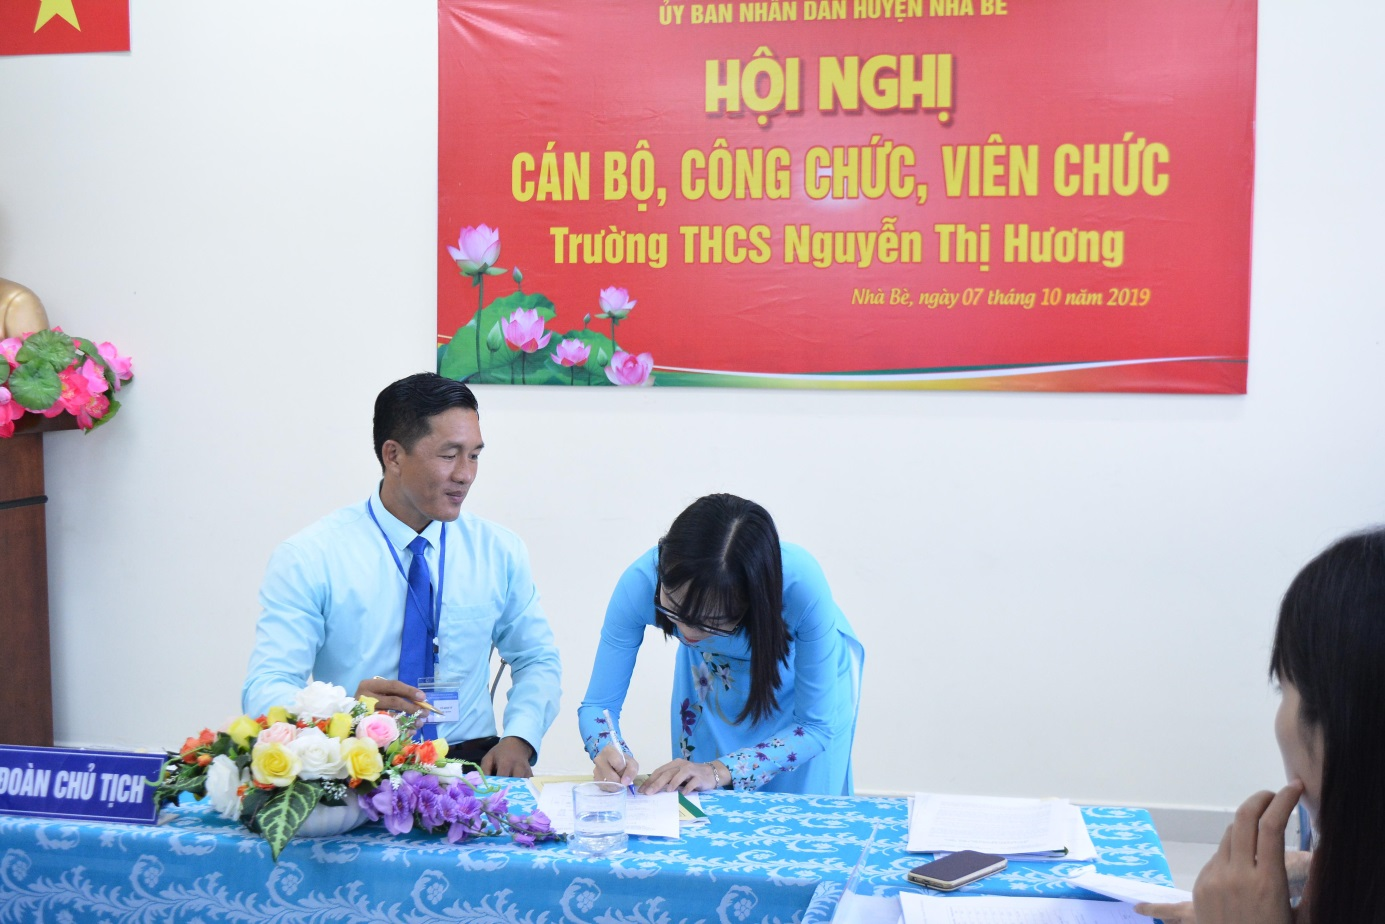 ỦY BAN NHÂN DÂN HUYỆN NHÀ BÈ
HỘI NGHỊ
CÁN BỘ, CÔNG CHỨC, VIÊN CHỨC
Trường THCS Nguyễn Thị Hương
Nhà Bè, ngày 07 tháng 10 năm 2019
ĐOÀN CHỦ TỊCH